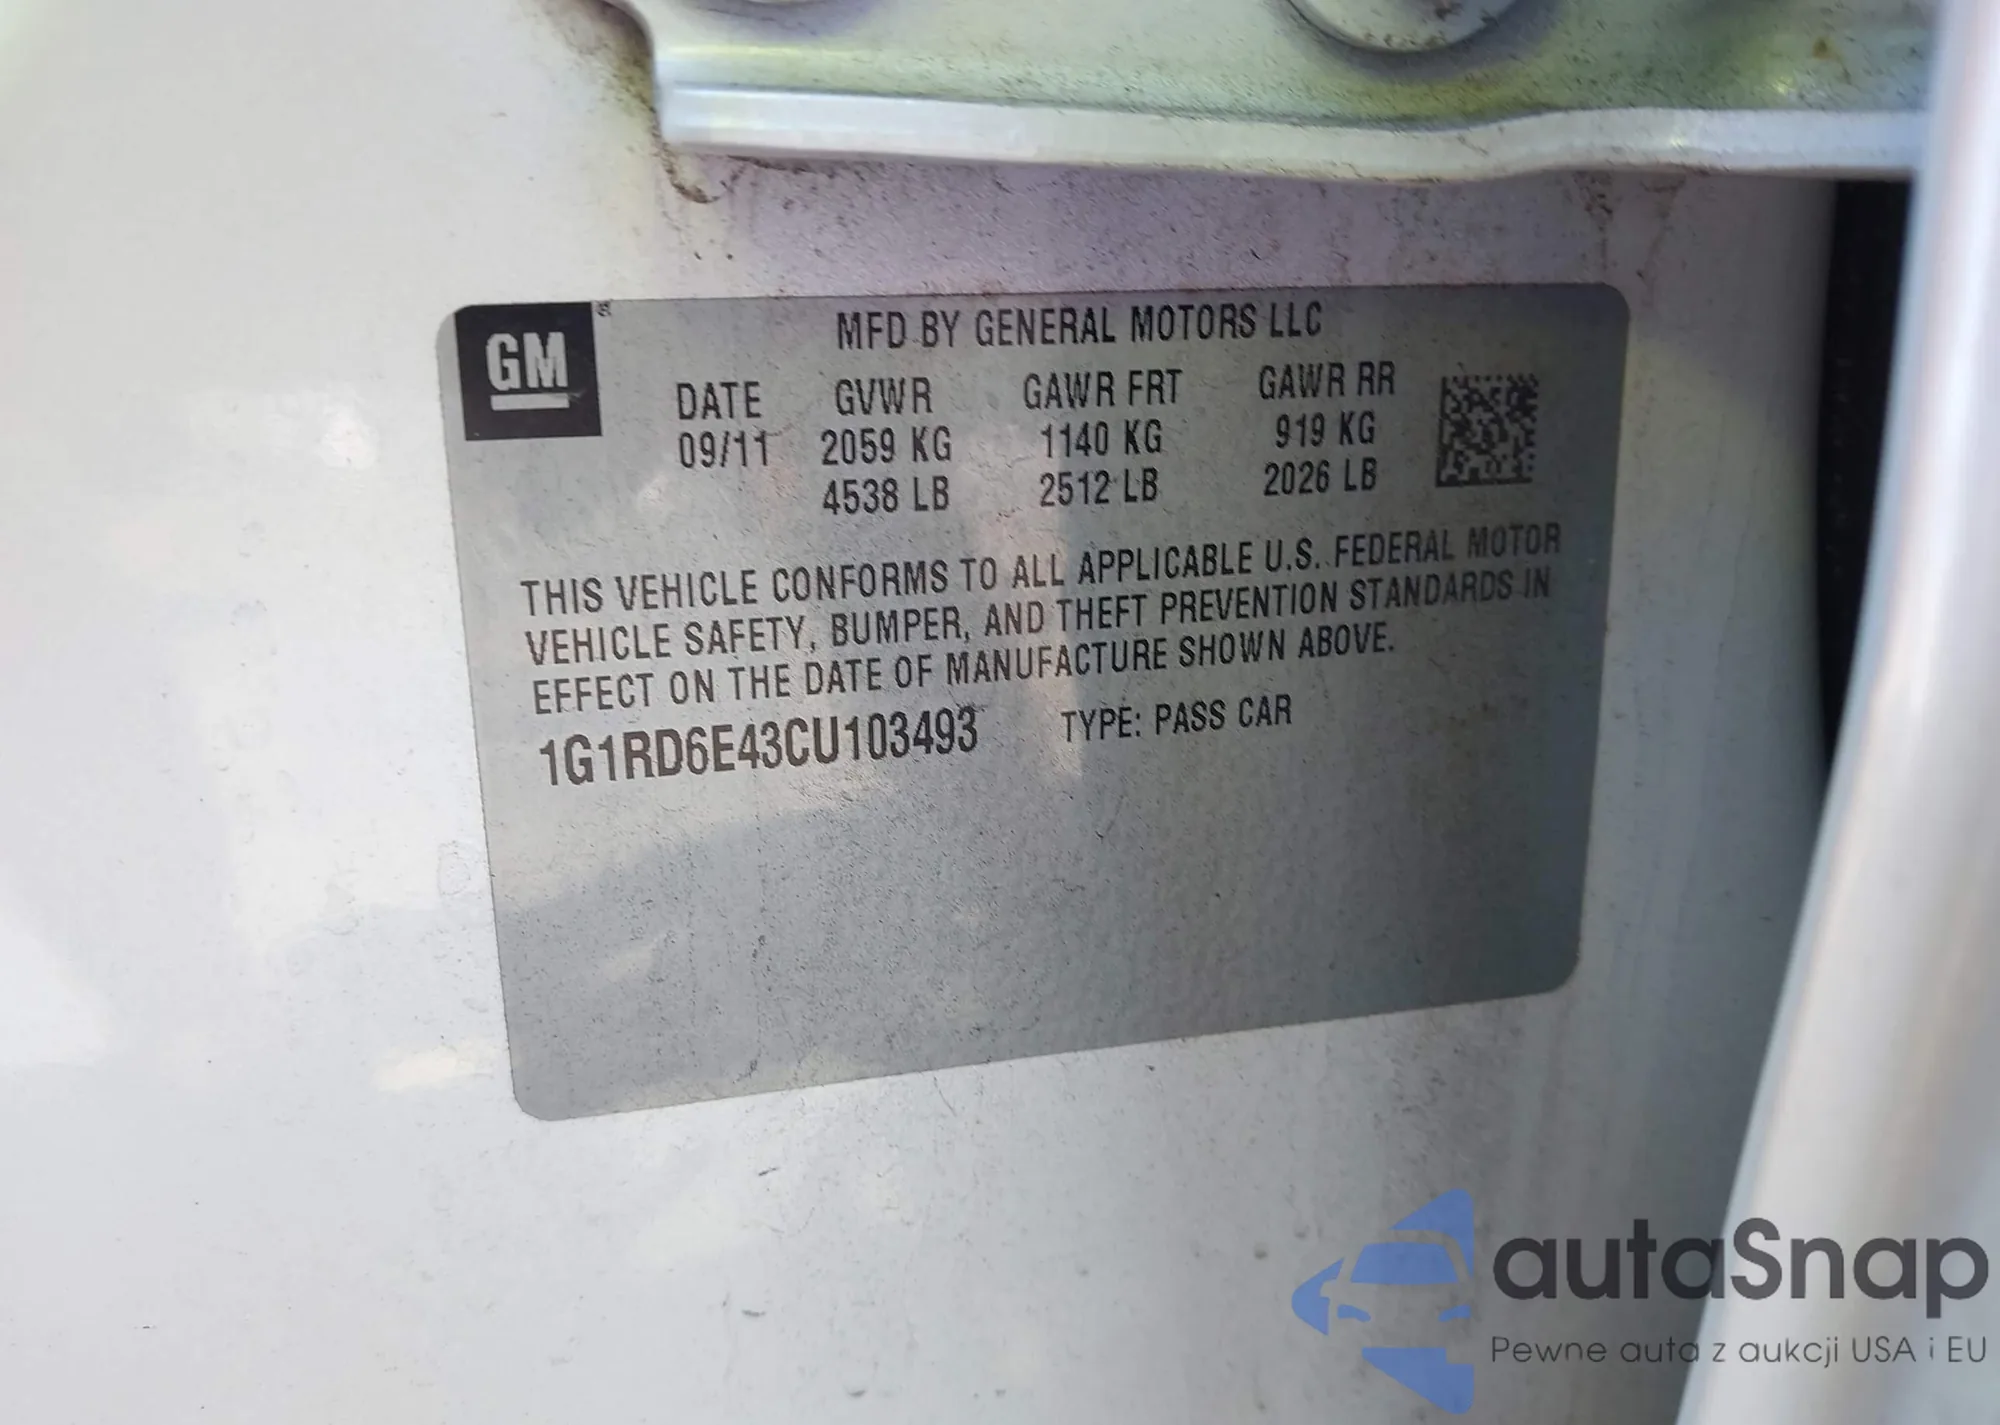 GM
MFD BY GENERAL MOTORS LLC
DATE GVWR GAWR FRT GAWR RR
09/11 2059 KG 1140 KG 919 KG
4538 LB 2512 LB 2026 LB
THIS VEHICLE CONFORMS TO ALL APPLICABLE U.S. FEDERAL MOTOR
VEHICLE SAFETY, BUMPER, AND THEFT PREVENTION STANDARDS IN
EFFECT ON THE DATE OF MANUFACTURE SHOWN ABOVE.
1G1RD6E43CU103493 TYPE: PASS CAR
autaSnap
Pewne auta z aukcji USA i EU